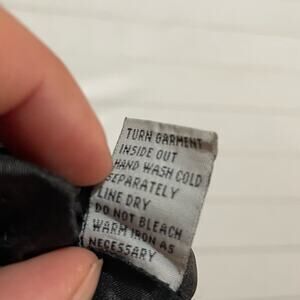 TURN GARMENT
INSIDE OUT
HAND WASH COLD
SEPARATELY
LINE DRY
DO NOT BLEACH
WARM IRON AS
NECESSARY